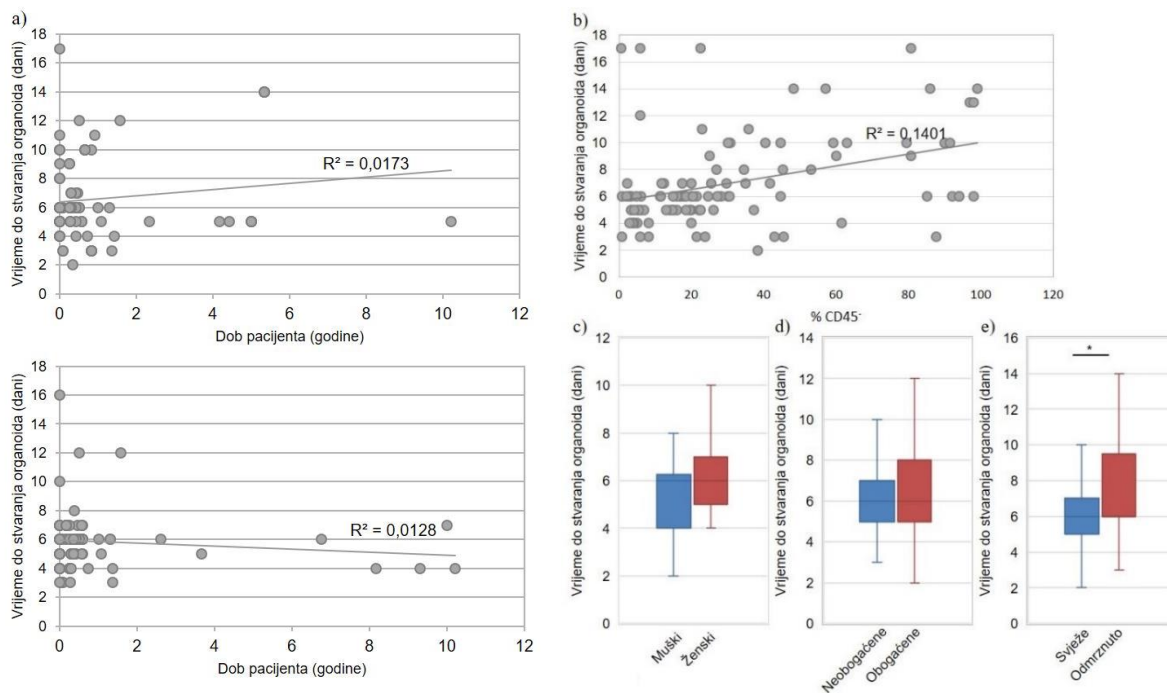 a)
Vrijeme do stvaranja organoida (dani)
18
16
14
12
10
8
6
4
2
0
R² = 0,0173
0 2 4 6 8 10 12
Dob pacijenta (godine)
Vrijeme do stvaranja organoida (dani)
18
16
14
12
10
8
6
4
2
0
R² = 0,0128
0 2 4 6 8 10 12
Dob pacijenta (godine)
b)
Vrijeme do stvaranja organoida (dani)
18
16
14
12
10
8
6
4
2
0
R² = 0,1401
0 20 40 60 80 100 120
% CD45⁻
c)
Vrijeme do stvaranja organoida (dani)
12
10
8
6
4
2
0
Muški
Ženski
d)
Vrijeme do stvaranja organoida (dani)
14
12
10
8
6
4
2
0
Neobogaćene
Obogaćene
e)
Vrijeme do stvaranja organoida (dani)
16
14
12
10
8
6
4
2
0
*
Svježe
Odmrznuto